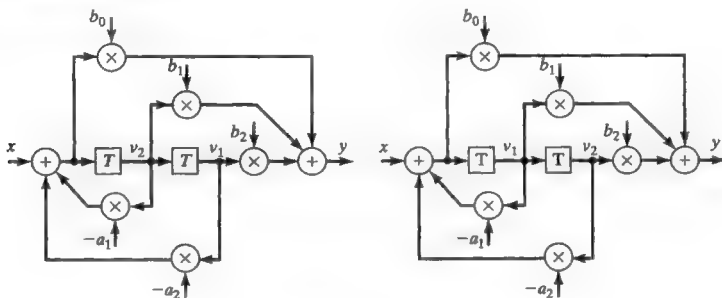 b₀ b₀
b₁ b₁
b₂ b₂
x T v₂ T v₁ y x T v₁ T v₂ y
−a₁ −a₁
−a₂ −a₂